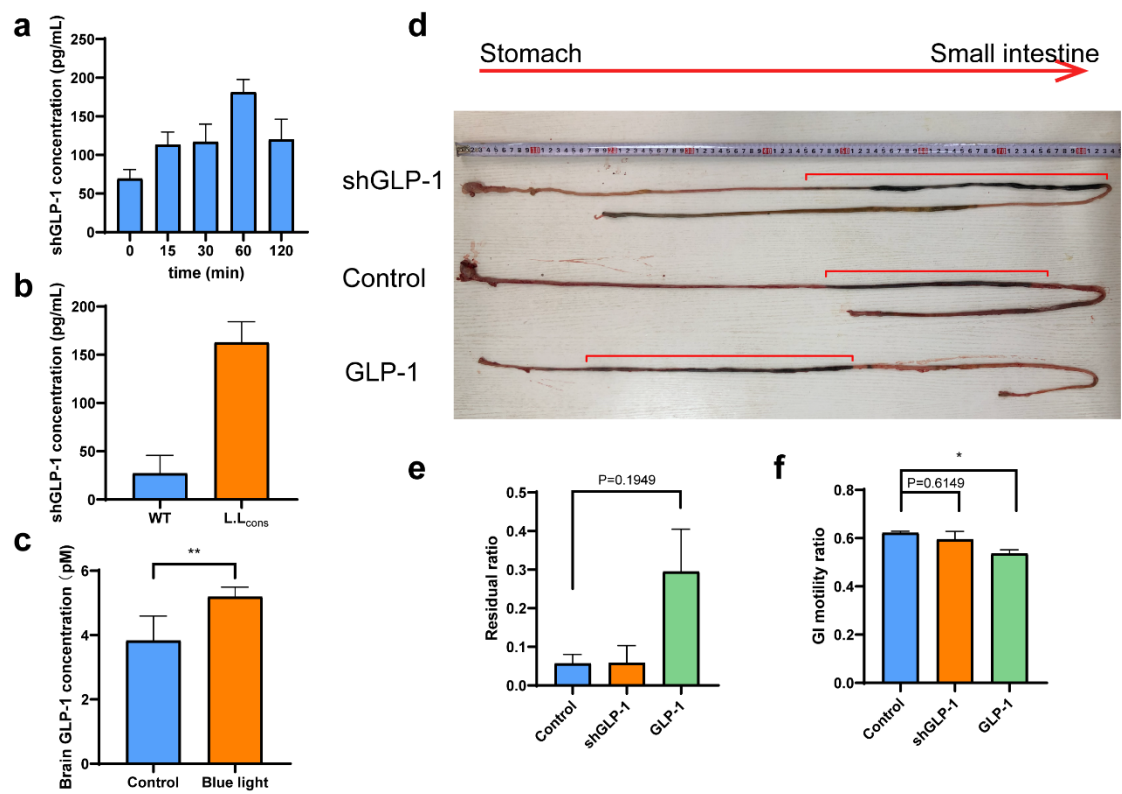 a
shGLP-1 concentration (pg/mL)
250
200
150
100
50
0
0 15 30 60 120
time (min)
b
shGLP-1 concentration (pg/mL)
200
150
100
50
0
WT L.Lcons
c
Brain GLP-1 concentration (pM)
6
4
2
0
**
Control Blue light
d
Stomach Small intestine
shGLP-1
Control
GLP-1
e
Residual ratio
0.5
0.4
0.3
0.2
0.1
0.0
P=0.1949
Control shGLP-1 GLP-1
f
GI motility ratio
0.8
0.6
0.4
0.2
0.0
*
P=0.6149
Control shGLP-1 GLP-1